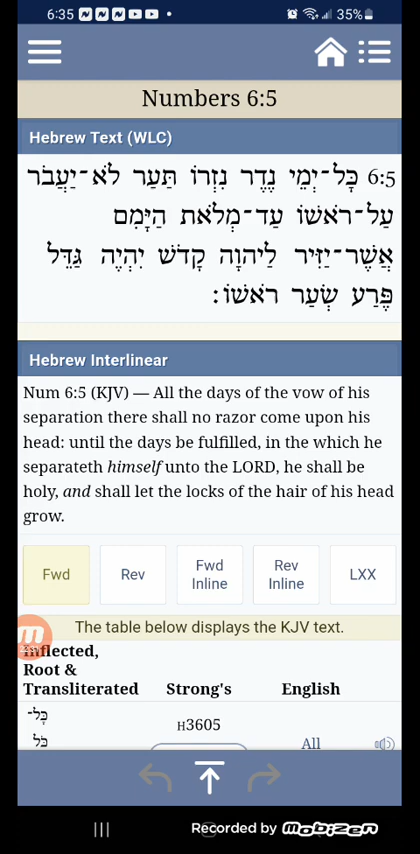 6:35
35%
Numbers 6:5
Hebrew Text (WLC)
6:5 כָּל־יְמֵי נֶדֶר נִזְרוֹ תַּעַר לֹא־יַעֲבֹר
עַל־רֹאשׁוֹ עַד־מְלֹאת הַיָּמִם
אֲשֶׁר־יַזִּיר לַיהוָה קָדֹשׁ יִהְיֶה גַּדֵּל
פֶּרַע שְׂעַר רֹאשׁוֹ׃
Hebrew Interlinear
Num 6:5 (KJV) — All the days of the vow of his
separation there shall no razor come upon his
head: until the days be fulfilled, in the which he
separateth himself unto the LORD, he shall be
holy, and shall let the locks of the hair of his head
grow.
Fwd Rev Fwd Inline Rev Inline LXX
The table below displays the KJV text.
Inflected,
Root &
Transliterated Strong's English
כָּל־
H3605
כֹּל All
Recorded by mobizen